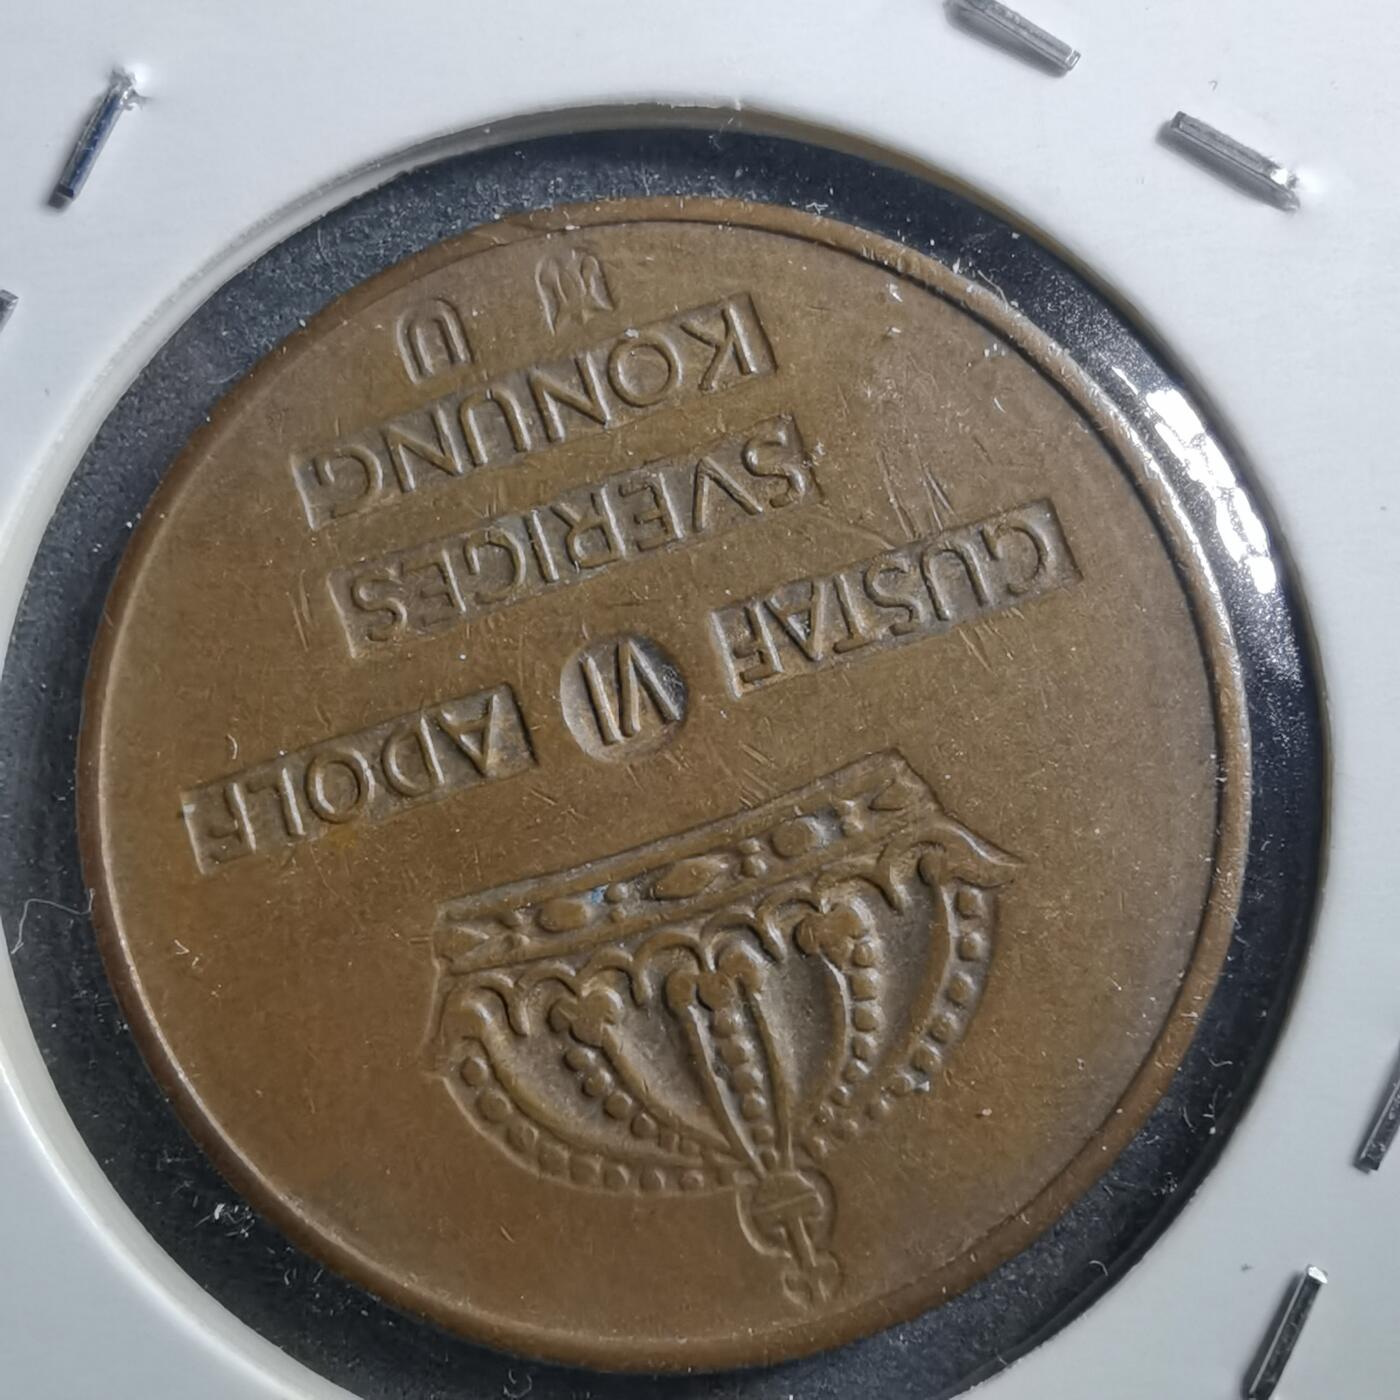 GUSTAF VI ADOLF
SVERIGES
KONUNG
U